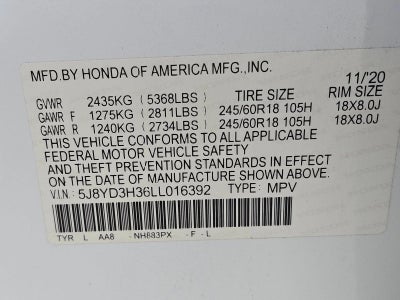 MFD.BY HONDA OF AMERICA MFG.,INC. 11/'20
GVWR 2435KG (5368LBS) TIRE SIZE RIM SIZE
GAWR F 1275KG (2811LBS) 245/60R18 105H 18X8.0J
GAWR R 1240KG (2734LBS) 245/60R18 105H 18X8.0J
THIS VEHICLE CONFORMS TO ALL APPLICABLE
FEDERAL MOTOR VEHICLE SAFETY
AND THEFT PREVENTION STANDARDS IN EFFECT
ON THE DATE OF MANUFACTURE SHOWN ABOVE.
V.I.N.: 5J8YD3H36LL016392 TYPE: MPV
TYR L AA8 - NH883PX - F - L